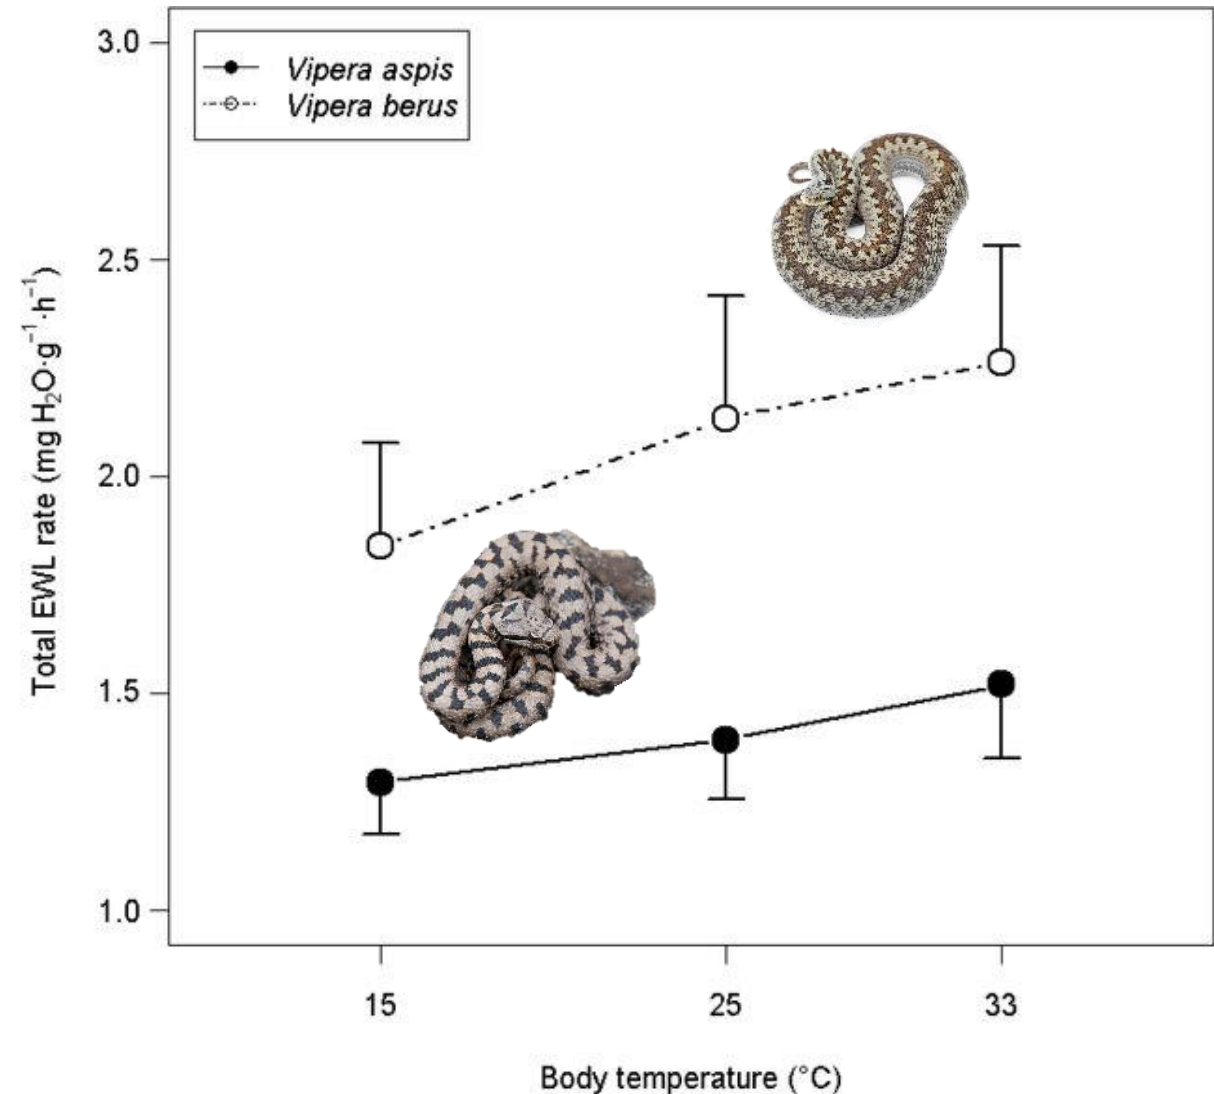 3.0
Vipera aspis
Vipera berus
2.5
2.0
1.5
1.0
Total EWL rate (mg H₂O·g⁻¹·h⁻¹)
15 25 33
Body temperature (°C)